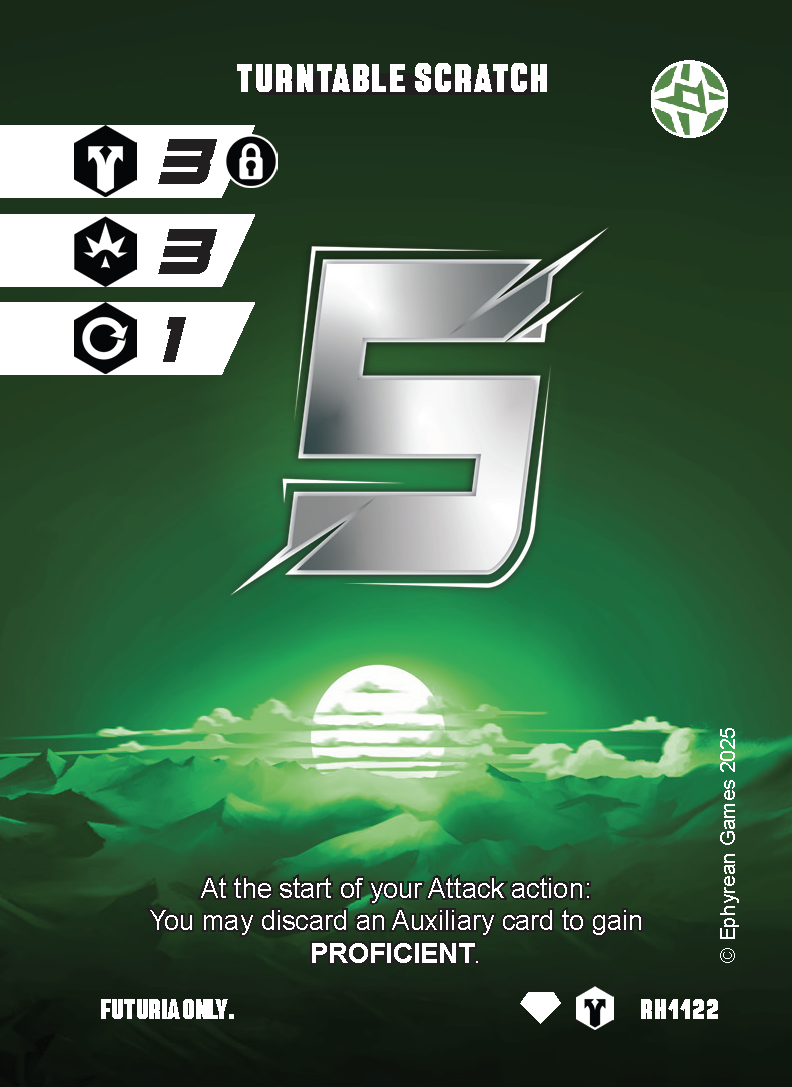 TURNTABLE SCRATCH
3
3
1
5
At the start of your Attack action:
You may discard an Auxiliary card to gain
PROFICIENT.
© Ephyrean Games 2025
FUTURIA ONLY.
RH1122